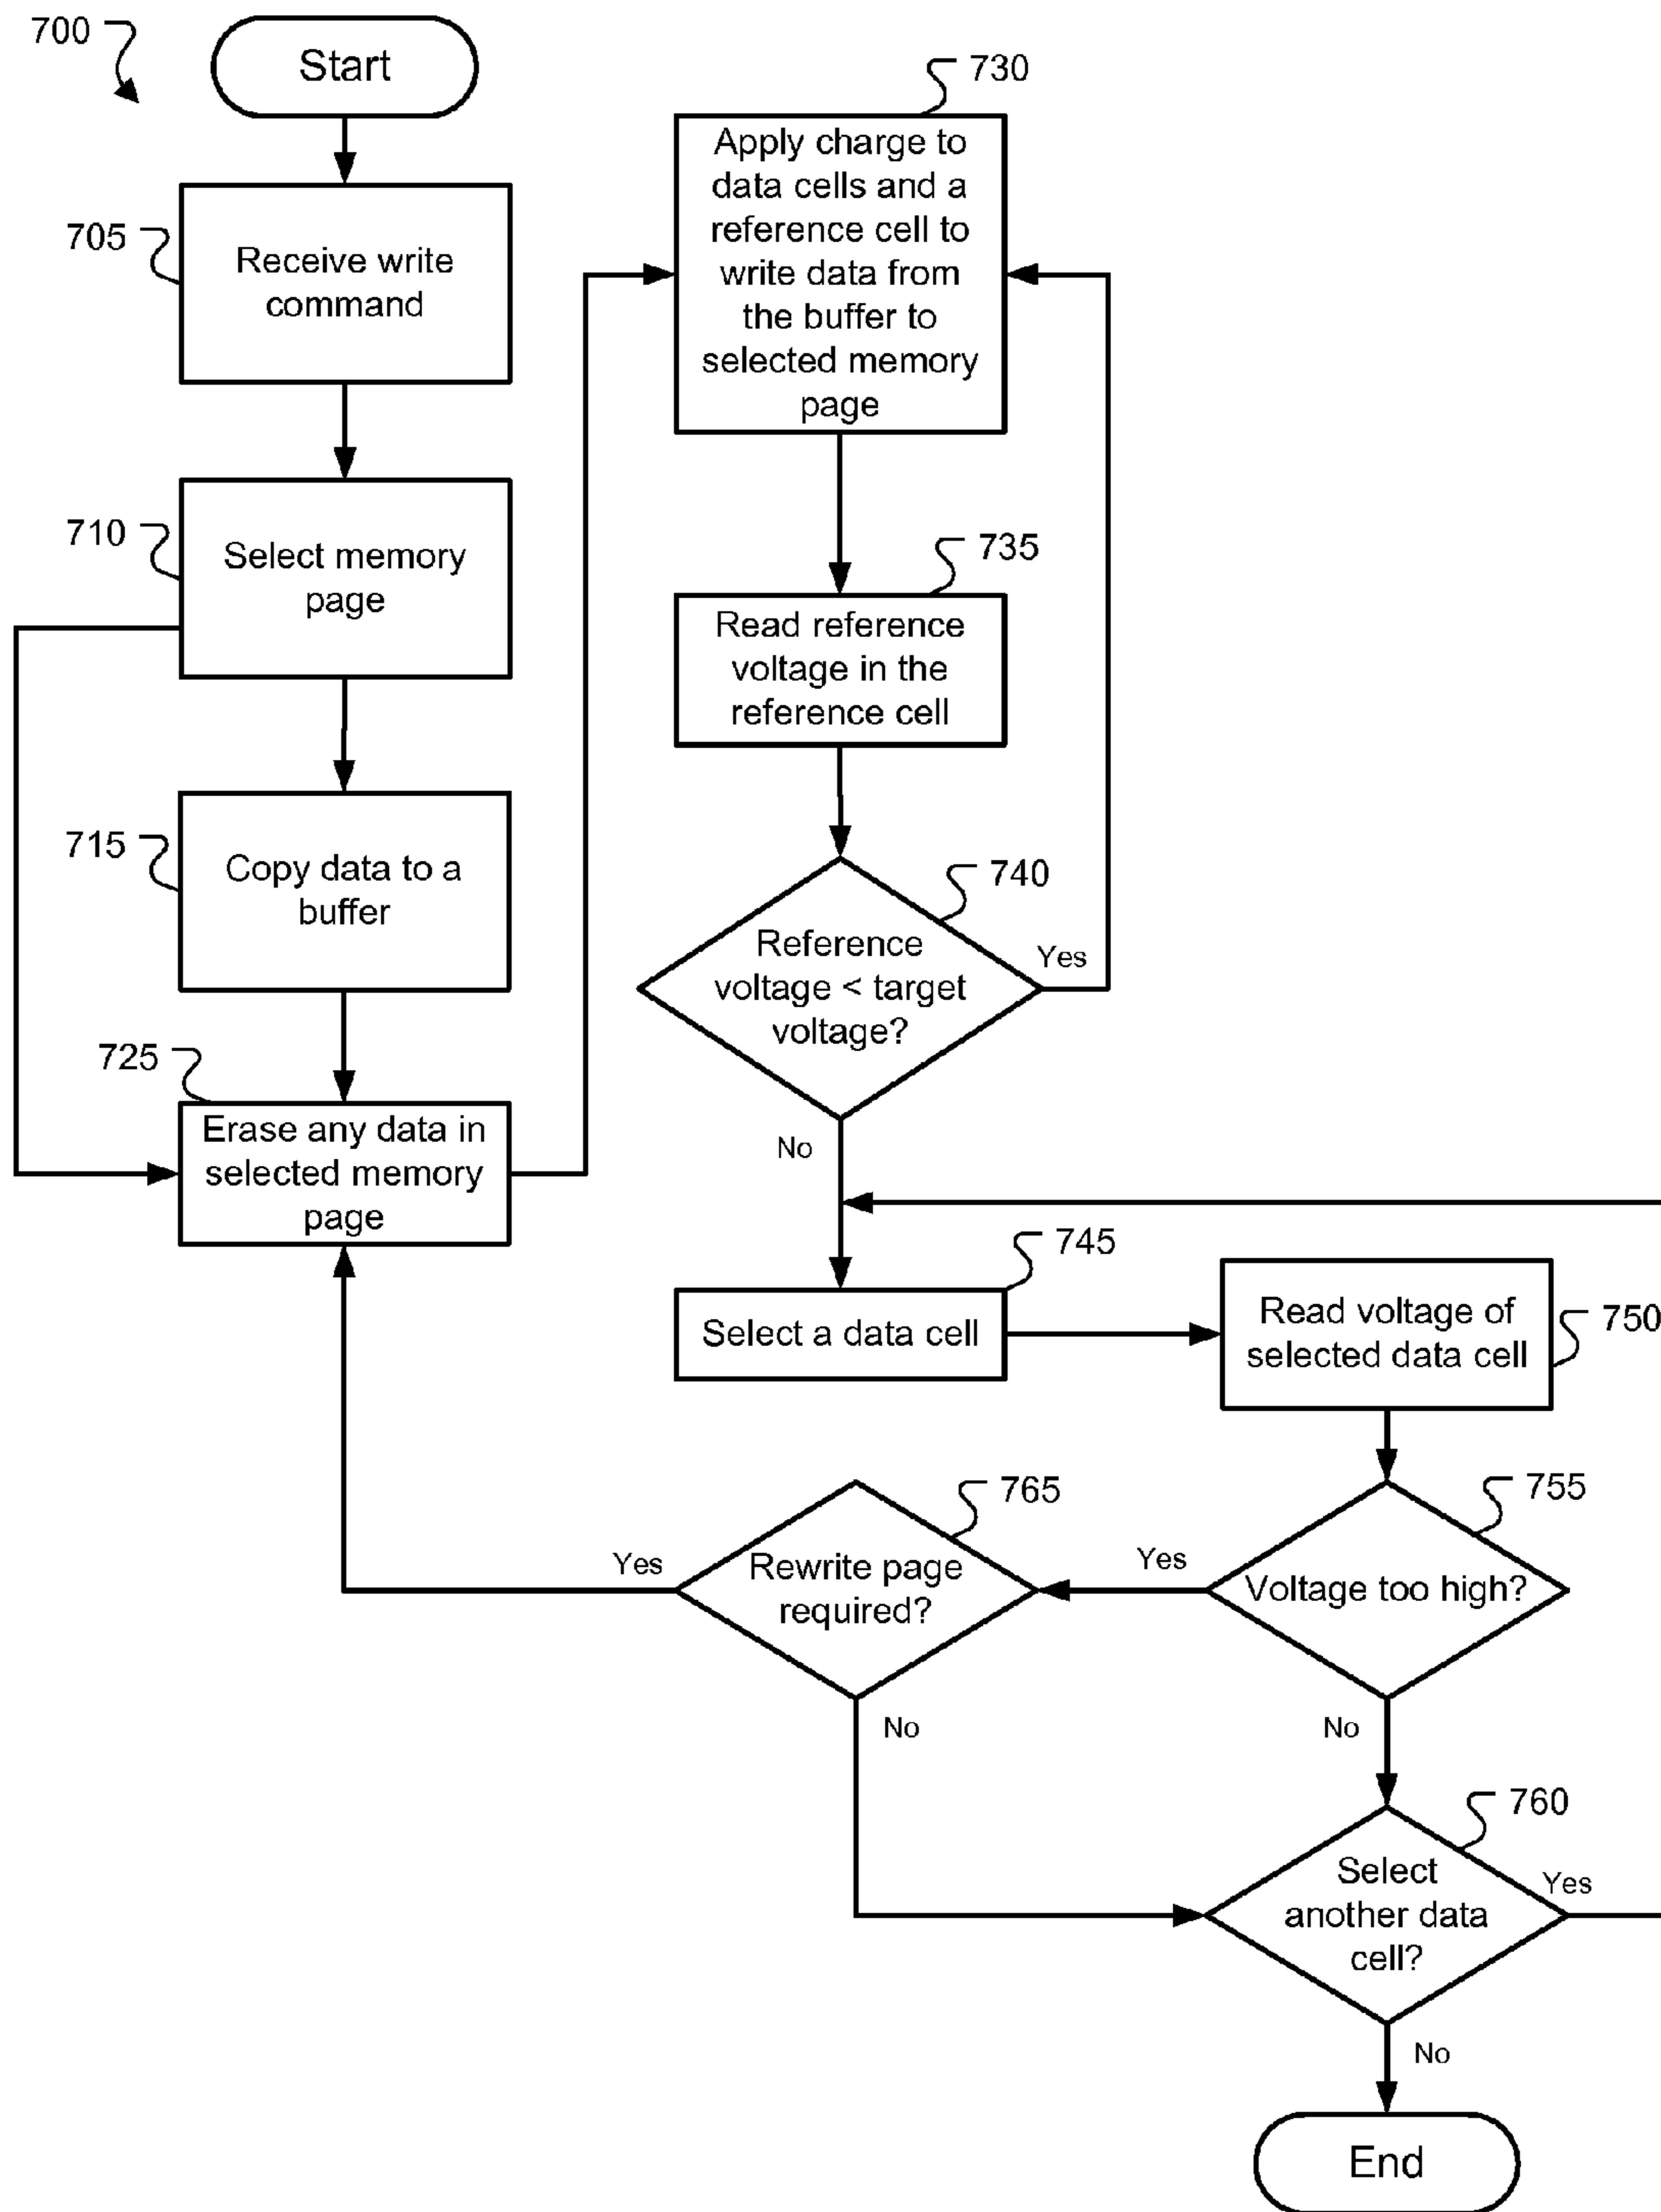 700
Start
705
Receive write
command
710
Select memory
page
715
Copy data to a
buffer
725
Erase any data in
selected memory
page
730
Apply charge to
data cells and a
reference cell to
write data from
the buffer to
selected memory
page
735
Read reference
voltage in the
reference cell
740
Reference
voltage < target
voltage?
Yes
No
745
Select a data cell
Read voltage of
selected data cell
750
755
Voltage too high?
Yes
No
765
Rewrite page
required?
Yes
No
760
Select
another data
cell?
Yes
No
End